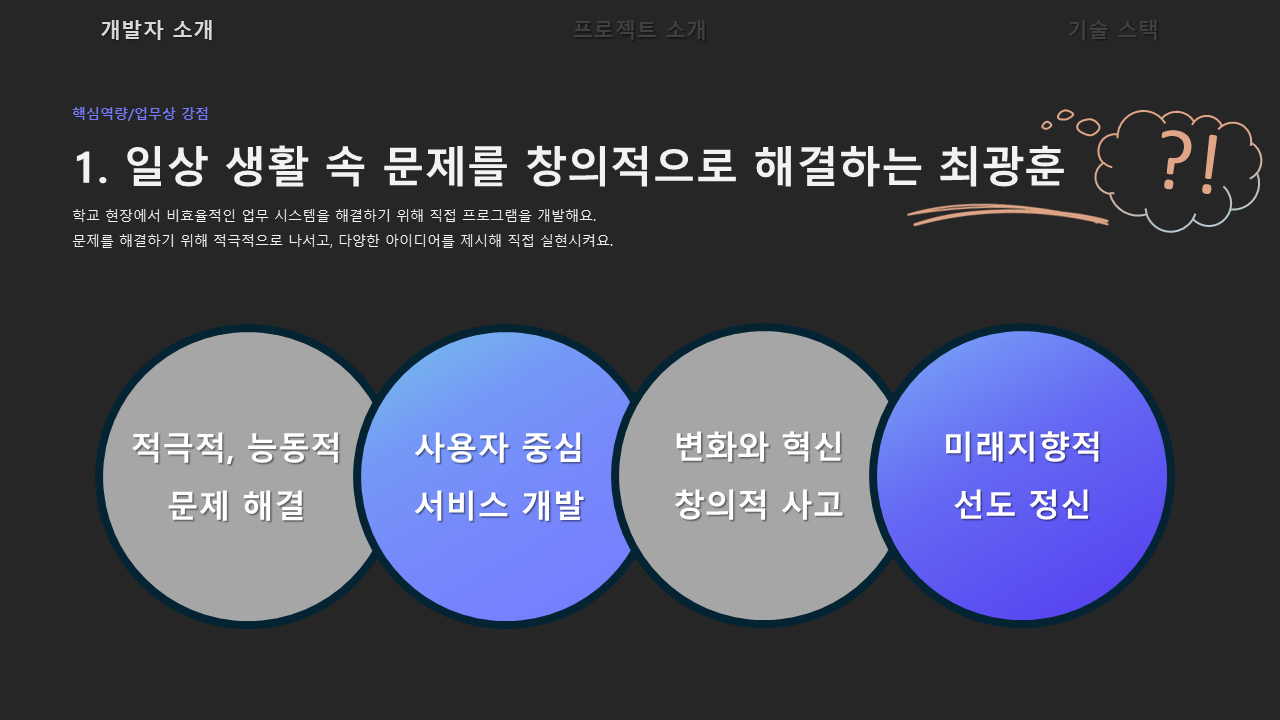 개발자 소개
프로젝트 소개
기술 스택
핵심역량/업무상 강점
1. 일상 생활 속 문제를 창의적으로 해결하는 최광훈
?!
학교 현장에서 비효율적인 업무 시스템을 해결하기 위해 직접 프로그램을 개발해요.
문제를 해결하기 위해 적극적으로 나서고, 다양한 아이디어를 제시해 직접 실현시켜요.
적극적, 능동적
문제 해결
사용자 중심
서비스 개발
변화와 혁신
창의적 사고
미래지향적
선도 정신